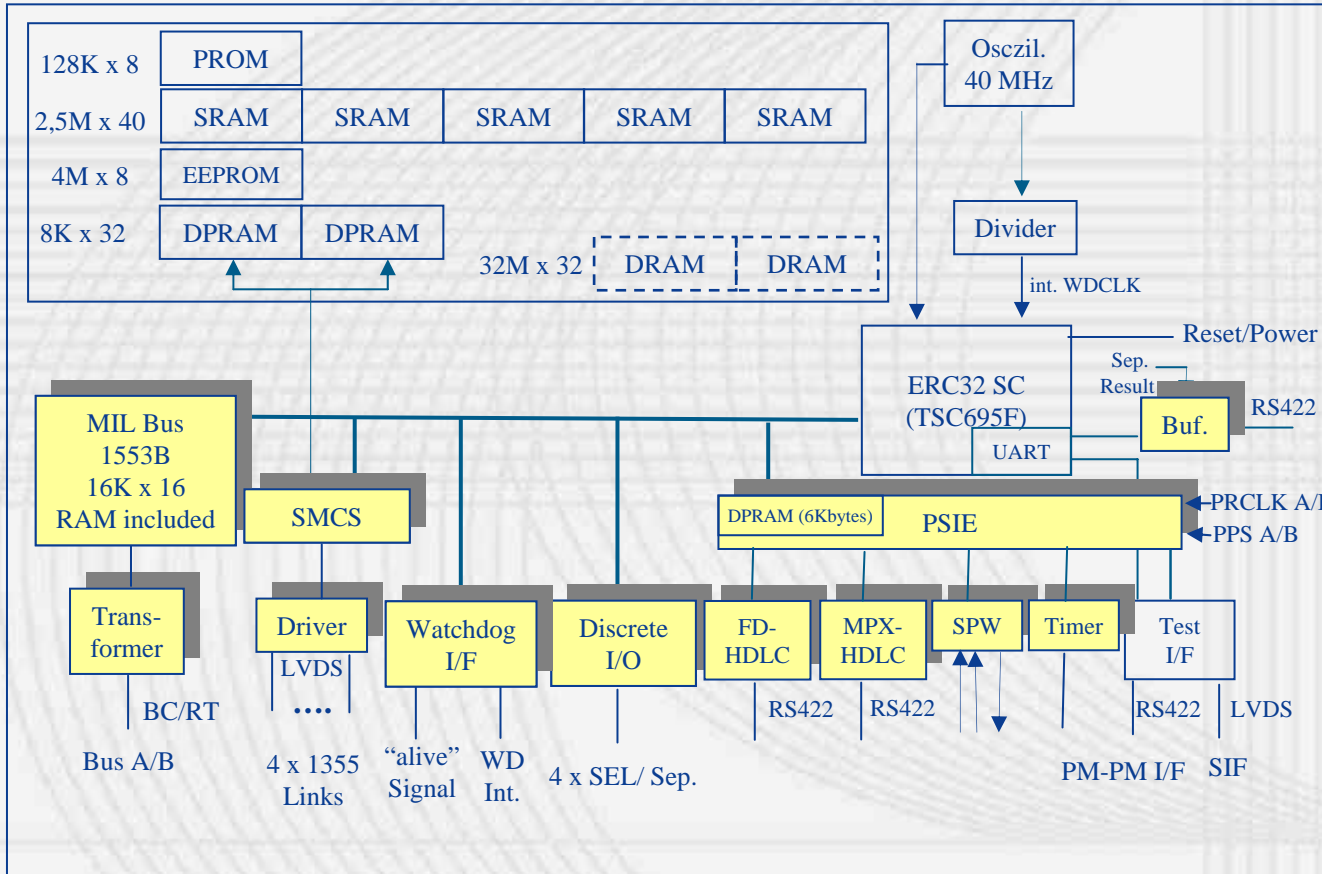 128K x 8
PROM
2,5M x 40
SRAM SRAM SRAM SRAM SRAM
4M x 8
EEPROM
8K x 32
DPRAM DPRAM
32M x 32
DRAM DRAM
Osczil.
40 MHz
Divider
int. WDCLK
ERC32 SC
(TSC695F)
UART
Reset/Power
Sep.
Result
Buf.
RS422
MIL Bus
1553B
16K x 16
RAM included
SMCS
DPRAM (6Kbytes)
PSIE
PRCLK A/
PPS A/B
Trans-
former
Driver
Watchdog
I/F
Discrete
I/O
FD-
HDLC
MPX-
HDLC
SPW
Timer
Test
I/F
BC/RT
Bus A/B
LVDS
....
4 x 1355
Links
“alive”
Signal
WD
Int.
4 x SEL/ Sep.
RS422
RS422
PM-PM I/F
RS422
LVDS
SIF